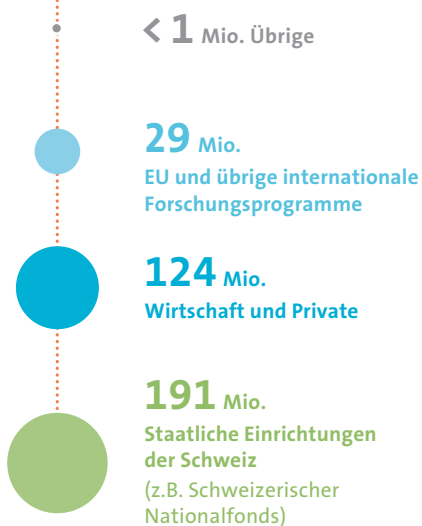 < 1 Mio. Übrige
29 Mio.
EU und übrige internationale
Forschungsprogramme
124 Mio.
Wirtschaft und Private
191 Mio.
Staatliche Einrichtungen
der Schweiz
(z.B. Schweizerischer
Nationalfonds)